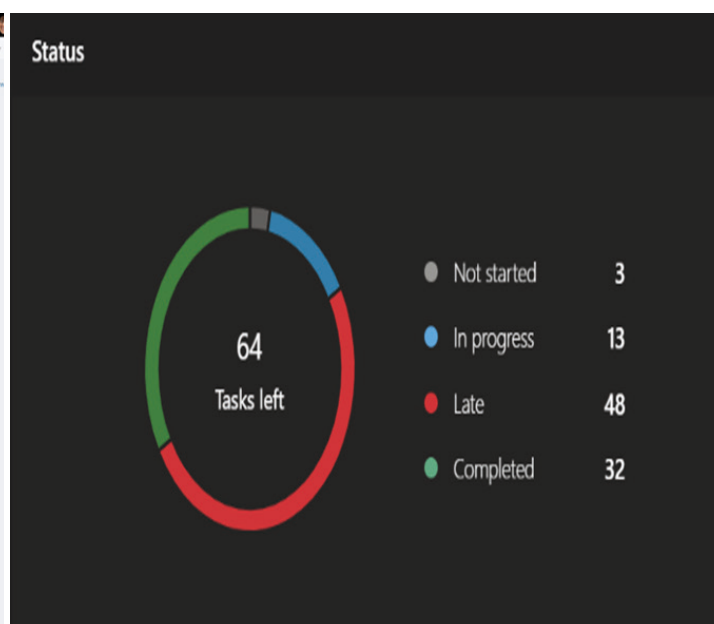 Status
64
Tasks left
Not started 3
In progress 13
Late 48
Completed 32